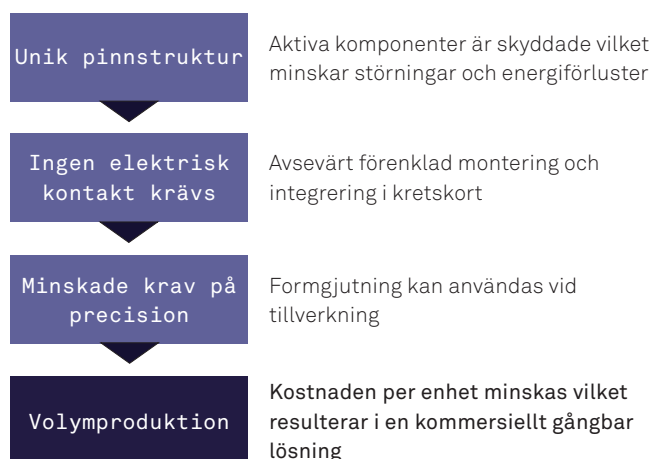 Unik pinnstruktur
Aktiva komponenter är skyddade vilket
minskar störningar och energiförluster
Ingen elektrisk
kontakt krävs
Avsevärt förenklad montering och
integrering i kretskort
Minskade krav på
precision
Formgjutning kan användas vid
tillverkning
Volymproduktion
Kostnaden per enhet minskas vilket
resulterar i en kommersiellt gångbar
lösning